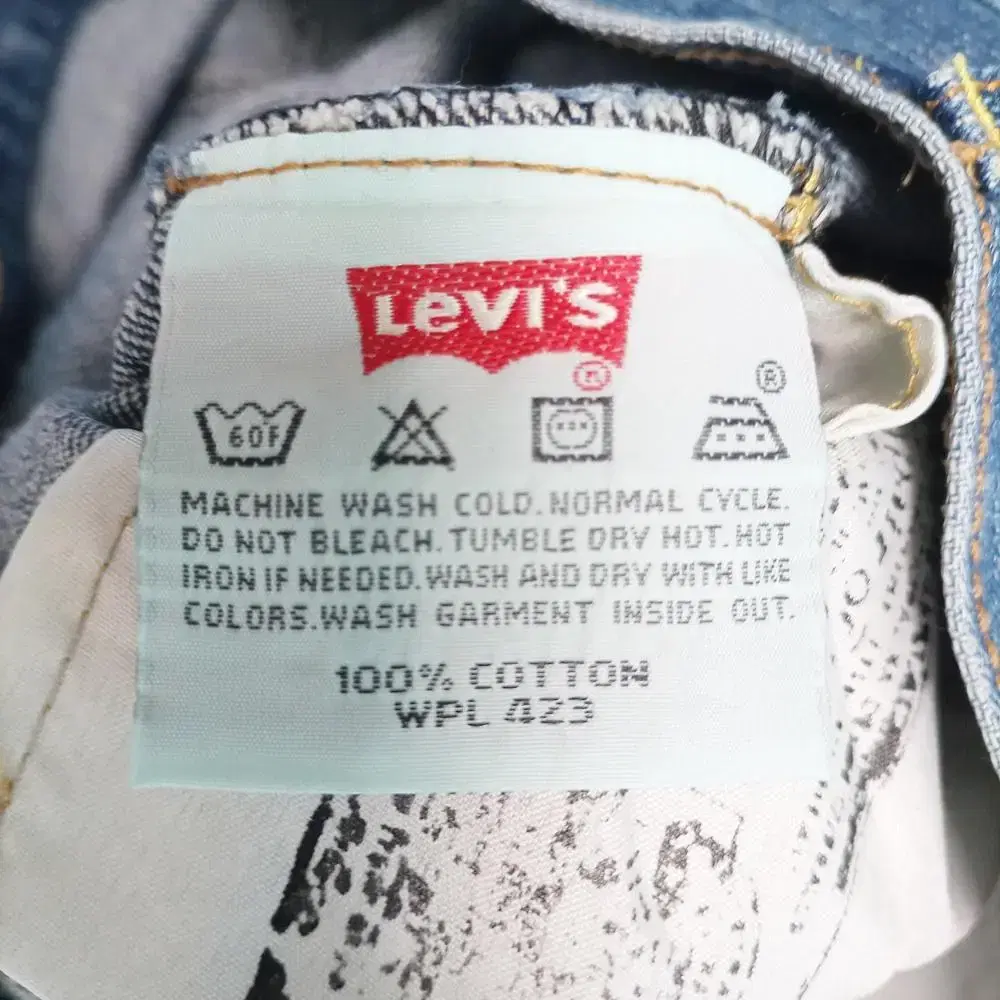 LeVI'S
®
®
60F
MACHINE WASH COLD. NORMAL CYCLE.
DO NOT BLEACH. TUMBLE DRY HOT. HOT
IRON IF NEEDED. WASH AND DRY WITH LIKE
COLORS. WASH GARMENT INSIDE OUT.
100% COTTON
WPL 423